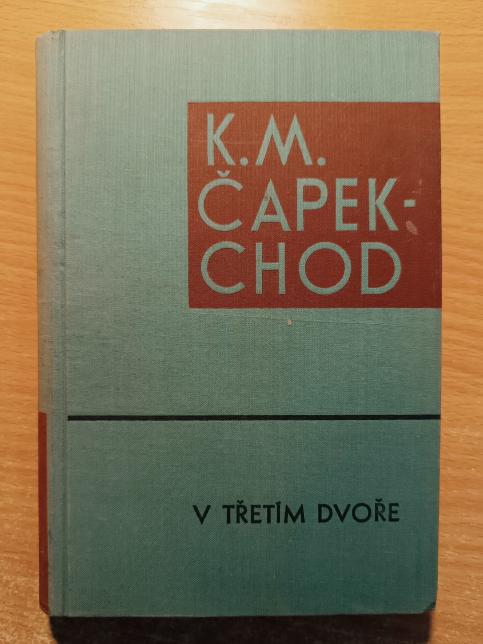 K. M.
ČAPEK-
CHOD
V TŘETÍM DVOŘE